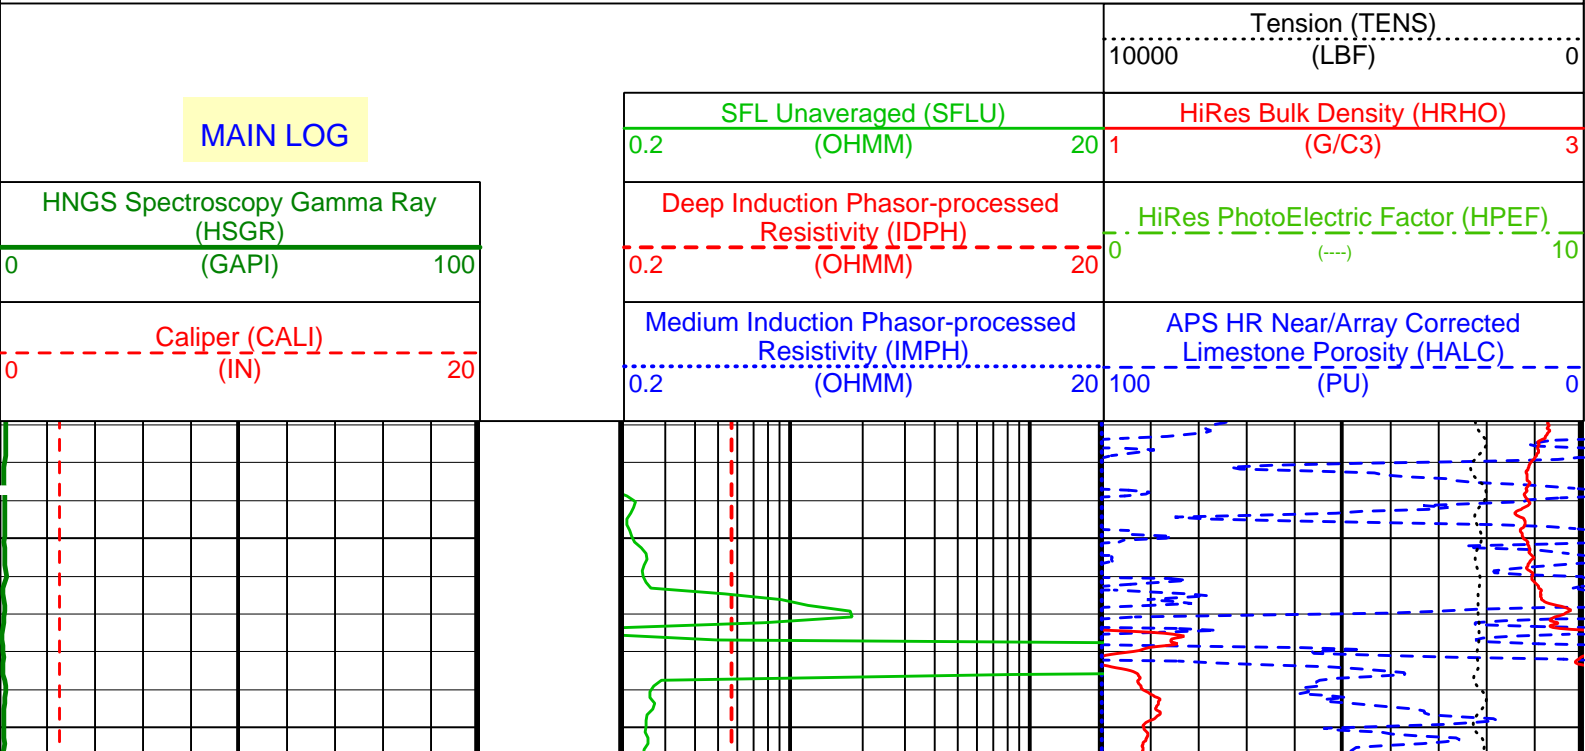 Tension (TENS)
10000 (LBF) 0
MAIN LOG
SFL Unaveraged (SFLU)
0.2 (OHMM) 20
HiRes Bulk Density (HRHO)
1 (G/C3) 3
HNGS Spectroscopy Gamma Ray
(HSGR)
0 (GAPI) 100
Deep Induction Phasor-processed
Resistivity (IDPH)
0.2 (OHMM) 20
HiRes PhotoElectric Factor (HPEF)
0 (----) 10
Caliper (CALI)
0 (IN) 20
Medium Induction Phasor-processed
Resistivity (IMPH)
0.2 (OHMM) 20
APS HR Near/Array Corrected
Limestone Porosity (HALC)
100 (PU) 0